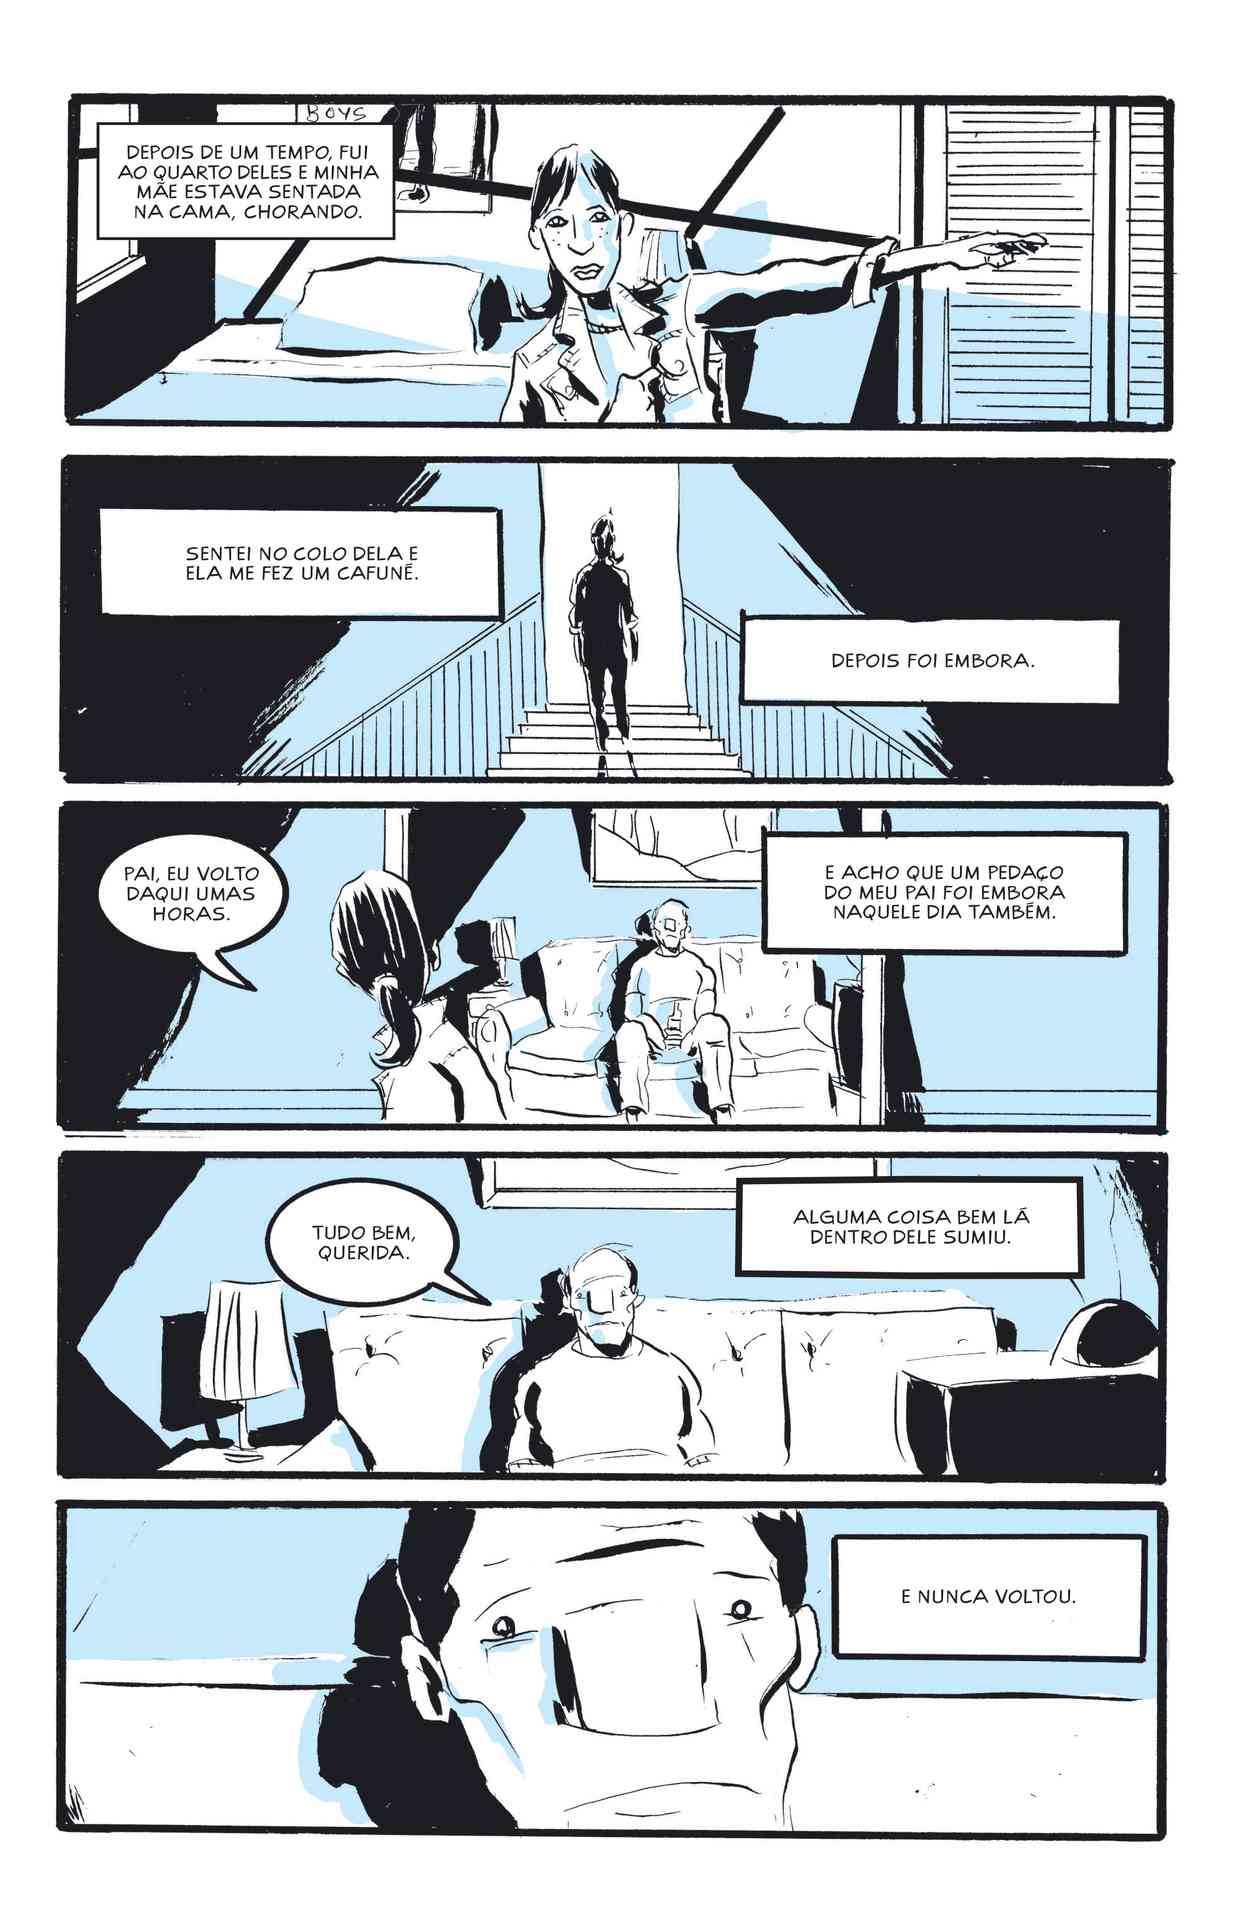 BOYS
DEPOIS DE UM TEMPO, FUI
AO QUARTO DELES E MINHA
MÃE ESTAVA SENTADA
NA CAMA, CHORANDO.
SENTEI NO COLO DELA E
ELA ME FEZ UM CAFUNÉ.
DEPOIS FOI EMBORA.
PAI, EU VOLTO
DAQUI UMAS
HORAS.
E ACHO QUE UM PEDAÇO
DO MEU PAI FOI EMBORA
NAQUELE DIA TAMBÉM.
TUDO BEM,
QUERIDA.
ALGUMA COISA BEM LÁ
DENTRO DELE SUMIU.
E NUNCA VOLTOU.